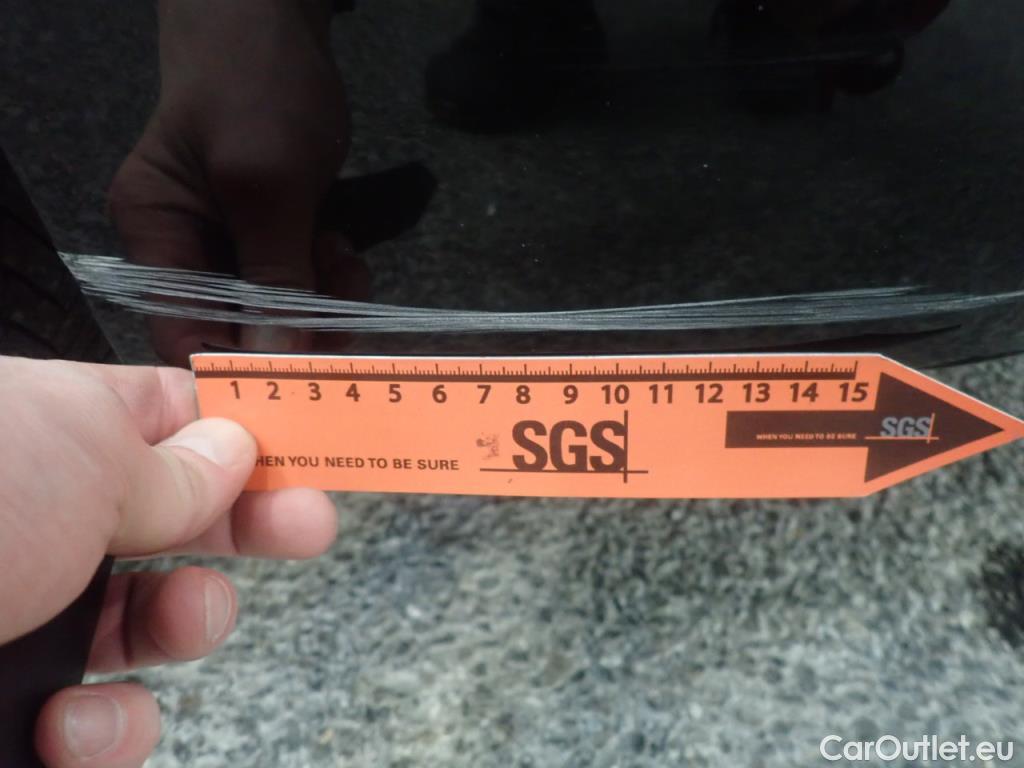 1 2 3 4 5 6 7 8 9 10 11 12 13 14 15
WHEN YOU NEED TO BE SURE SGS
HEN YOU NEED TO BE SURE SGS
CarOutlet.eu